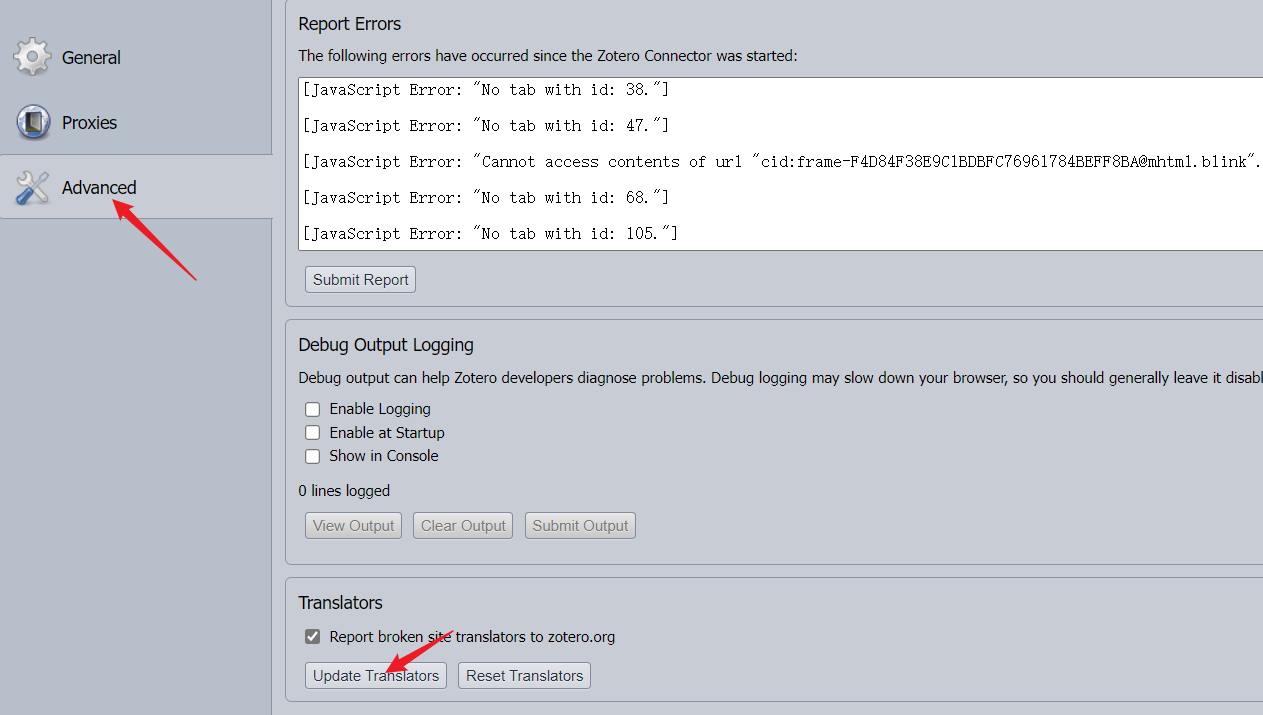 General
Proxies
Advanced
Report Errors
The following errors have occurred since the Zotero Connector was started:
[JavaScript Error: "No tab with id: 38."]
[JavaScript Error: "No tab with id: 47."]
[JavaScript Error: "Cannot access contents of url "cid:frame-F4D84F38E9C1BDBFC76961784BEFF8BA@mhtml.blink".
[JavaScript Error: "No tab with id: 68."]
[JavaScript Error: "No tab with id: 105."]
Submit Report
Debug Output Logging
Debug output can help Zotero developers diagnose problems. Debug logging may slow down your browser, so you should generally leave it disabl
Enable Logging
Enable at Startup
Show in Console
0 lines logged
View Output Clear Output Submit Output
Translators
Report broken site translators to zotero.org
Update Translators Reset Translators